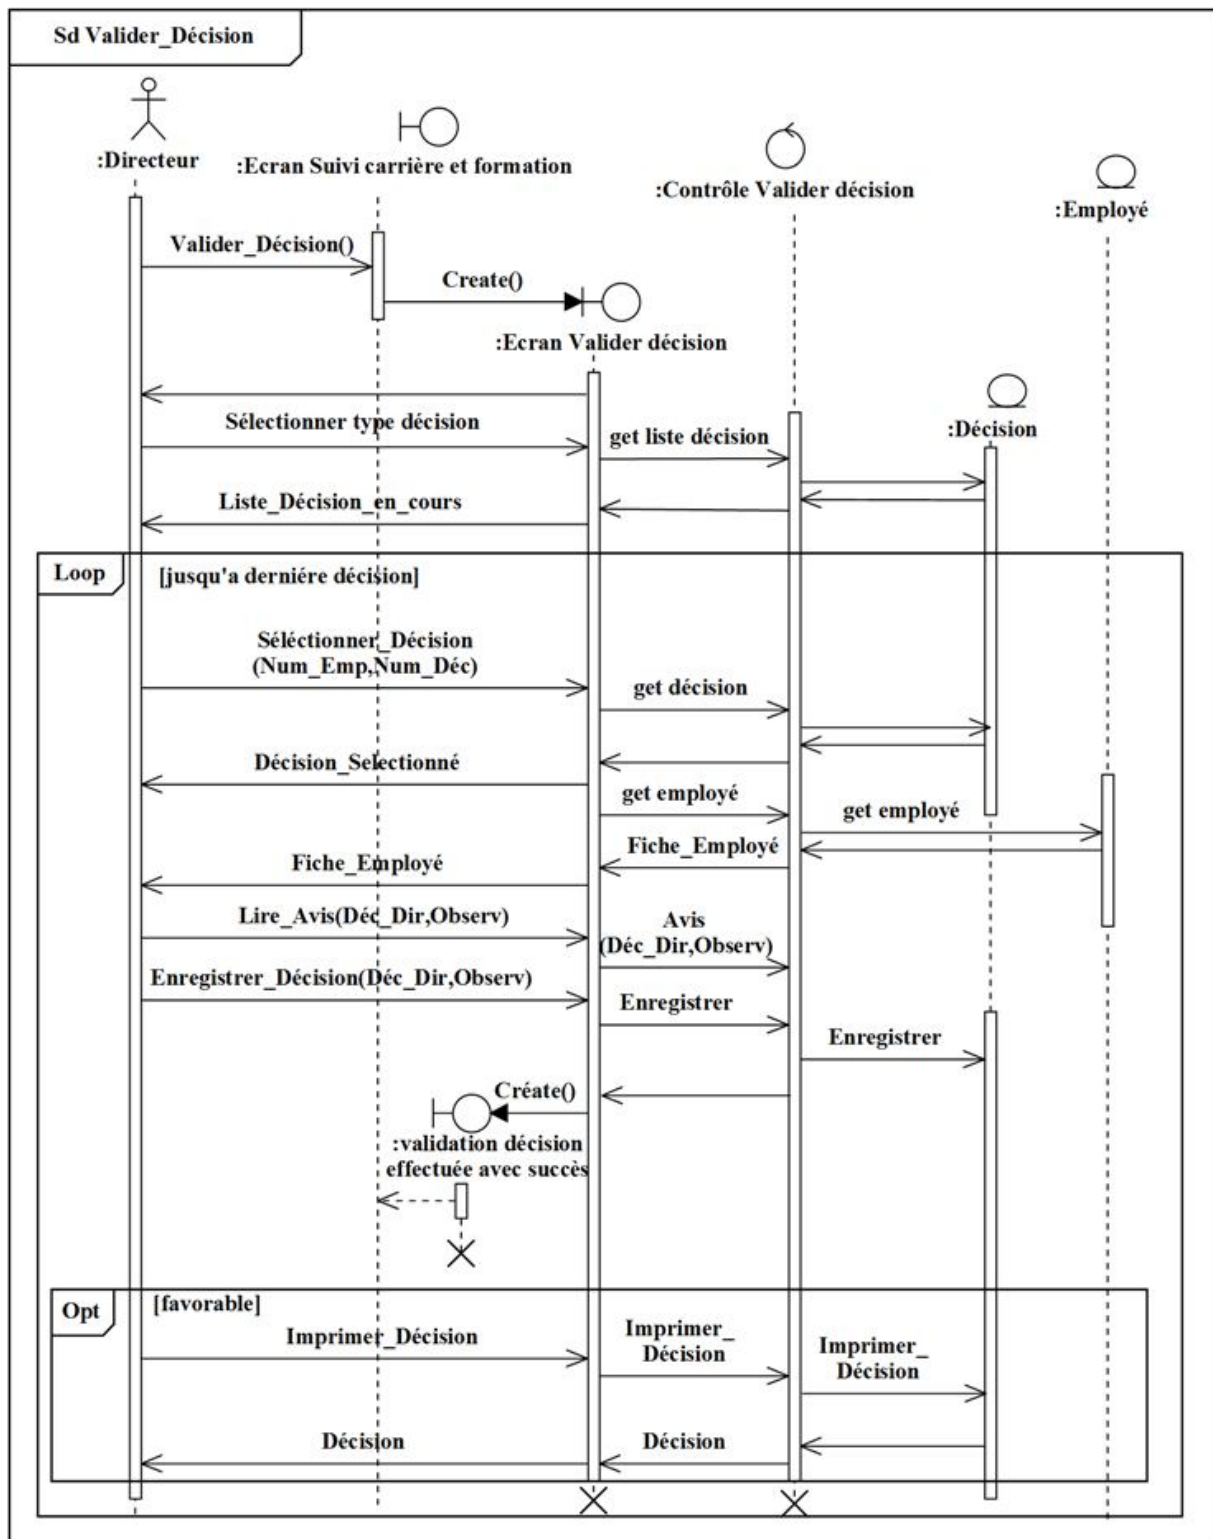 Sd Valider_Décision
:Directeur
:Ecran Suivi carrière et formation
:Contrôle Valider décision
:Employé
Valider_Décision()
Create()
:Ecran Valider décision
Sélectionner type décision
get liste décision
:Décision
Liste_Décision_en_cours
Loop
[jusqu'a derniére décision]
Séléctionner_Décision
(Num_Emp,Num_Déc)
get décision
Décision_Selectionné
get employé
get employé
Fiche_Employé
Fiche_Employé
Lire_Avis(Déc_Dir,Observ)
Avis
(Déc_Dir,Observ)
Enregistrer_Décision(Déc_Dir,Observ)
Enregistrer
Enregistrer
Créate()
:validation décision
effectuée avec succès
Opt
[favorable]
Imprimer_Décision
Imprimer_
Décision
Imprimer_
Décision
Décision
Décision